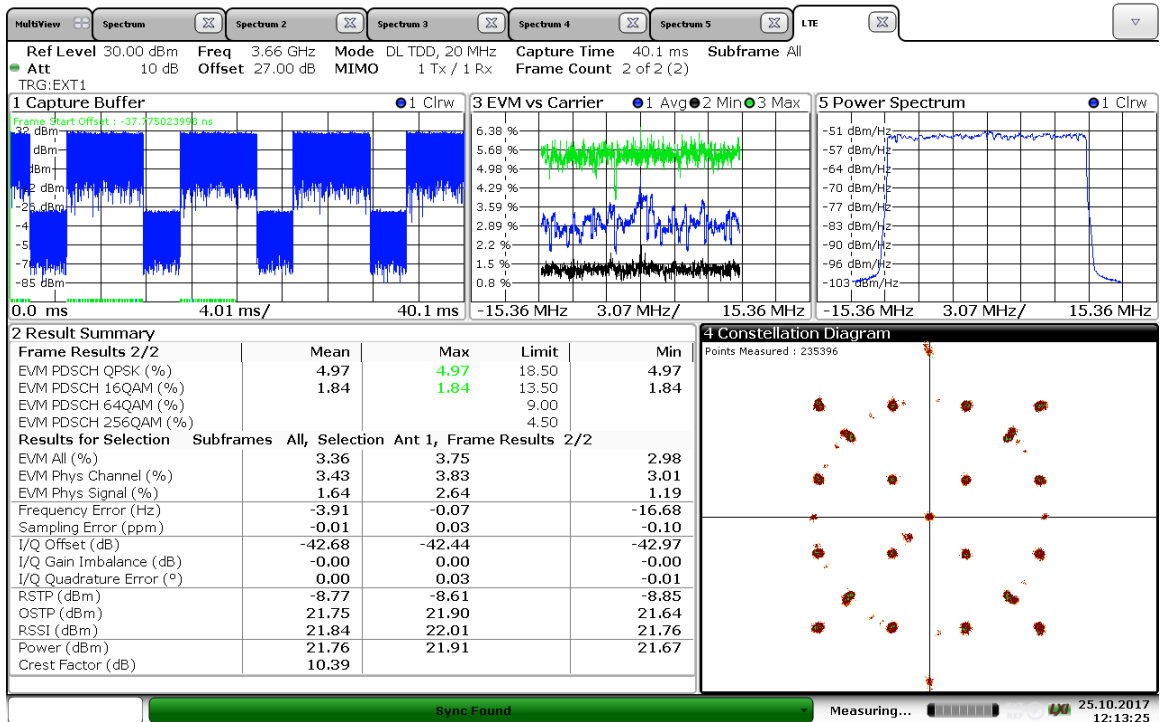 MultiView Spectrum Spectrum 2 Spectrum 3 Spectrum 4 Spectrum 5 LTE
Ref Level 30.00 dBm Freq 3.66 GHz Mode DL TDD, 20 MHz Capture Time 40.1 ms Subframe All
Att 10 dB Offset 27.00 dB MIMO 1 Tx / 1 Rx Frame Count 2 of 2 (2)
TRG:EXT1
1 Capture Buffer 1 Clrw
Frame Start Offset : -37.775023998 ns
32 dBm
dBm
dBm
dBm
-25 dBm
-85 dBm
0.0 ms 4.01 ms/ 40.1 ms
3 EVM vs Carrier 1 Avg 2 Min 3 Max
6.38 %
5.68 %
4.98 %
4.29 %
3.59 %
2.89 %
2.2 %
1.5 %
0.8 %
-15.36 MHz 3.07 MHz/ 15.36 MHz
5 Power Spectrum 1 Clrw
-51 dBm/Hz
-57 dBm/Hz
-64 dBm/Hz
-70 dBm/Hz
-77 dBm/Hz
-83 dBm/Hz
-90 dBm/Hz
-96 dBm/Hz
-103 dBm/Hz
-15.36 MHz 3.07 MHz/ 15.36 MHz
2 Result Summary
Frame Results 2/2 Mean Max Limit Min
EVM PDSCH QPSK (%) 4.97 4.97 18.50 4.97
EVM PDSCH 16QAM (%) 1.84 1.84 13.50 1.84
EVM PDSCH 64QAM (%) 9.00
EVM PDSCH 256QAM (%) 4.50
Results for Selection Subframes All, Selection Ant 1, Frame Results 2/2
EVM All (%) 3.36 3.75 2.98
EVM Phys Channel (%) 3.43 3.83 3.01
EVM Phys Signal (%) 1.64 2.64 1.19
Frequency Error (Hz) -3.91 -0.07 -16.68
Sampling Error (ppm) -0.01 0.03 -0.10
I/Q Offset (dB) -42.68 -42.44 -42.97
I/Q Gain Imbalance (dB) -0.00 0.00 -0.00
I/Q Quadrature Error (°) 0.00 0.03 -0.01
RSTP (dBm) -8.77 -8.61 -8.85
OSTP (dBm) 21.75 21.90 21.64
RSSI (dBm) 21.84 22.01 21.76
Power (dBm) 21.76 21.91 21.67
Crest Factor (dB) 10.39
4 Constellation Diagram
Points Measured : 235396
Sync Found
Measuring...
REF
LXI
25.10.2017
12:13:25